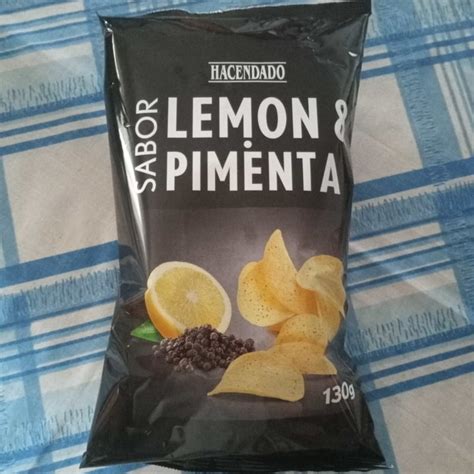 HACENDADO
SABOR
LEMON &
PIMENTA
130g